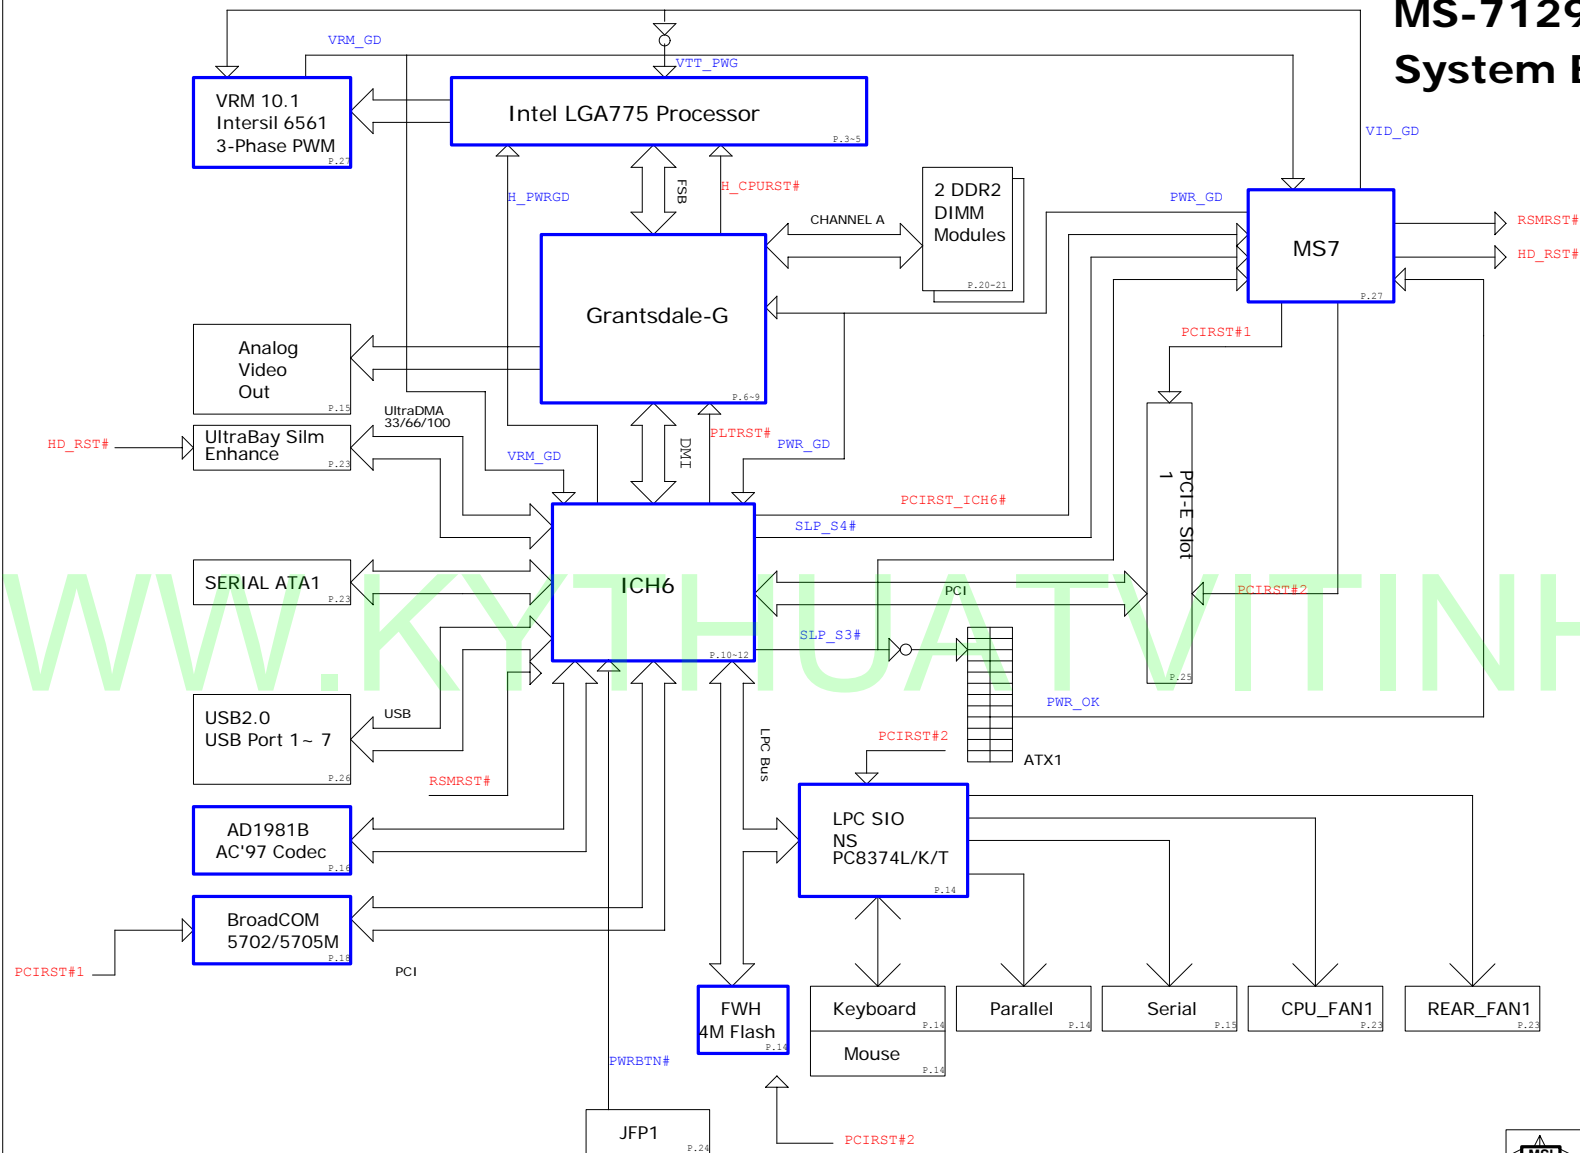 MS-7129
System B
VRM_GD
VTT_PWG
VRM 10.1
Intersil 6561
3-Phase PWM
P.27
Intel LGA775 Processor
P.3~5
VID_GD
H_PWRGD
FSB
H_CPURST#
2 DDR2
DIMM
Modules
P.20-21
CHANNEL A
PWR_GD
MS7
P.27
RSMRST#
HD_RST#
Grantsdale-G
P.6~9
Analog
Video
Out
P.15
PCIRST#1
UltraDMA
33/66/100
HD_RST#
UltraBay Silm
Enhance
P.23
VRM_GD
DMI
PLTRST#
PWR_GD
PCI-E Slot
1
P.25
PCIRST_ICH6#
SLP_S4#
SERIAL ATA1
P.23
ICH6
P.10~12
PCI
PCIRST#2
SLP_S3#
WW.KYTHUATVITINH
USB2.0
USB Port 1~ 7
P.26
USB
PWR_OK
ATX1
RSMRST#
LPC Bus
PCIRST#2
AD1981B
AC'97 Codec
P.16
LPC SIO
NS
PC8374L/K/T
P.14
BroadCOM
5702/5705M
P.18
PCIRST#1
PCI
FWH
4M Flash
P.14
Keyboard
P.14
Mouse
P.14
Parallel
P.14
Serial
P.15
CPU_FAN1
P.23
REAR_FAN1
P.23
PWRBTN#
JFP1
P.24
PCIRST#2
MSI